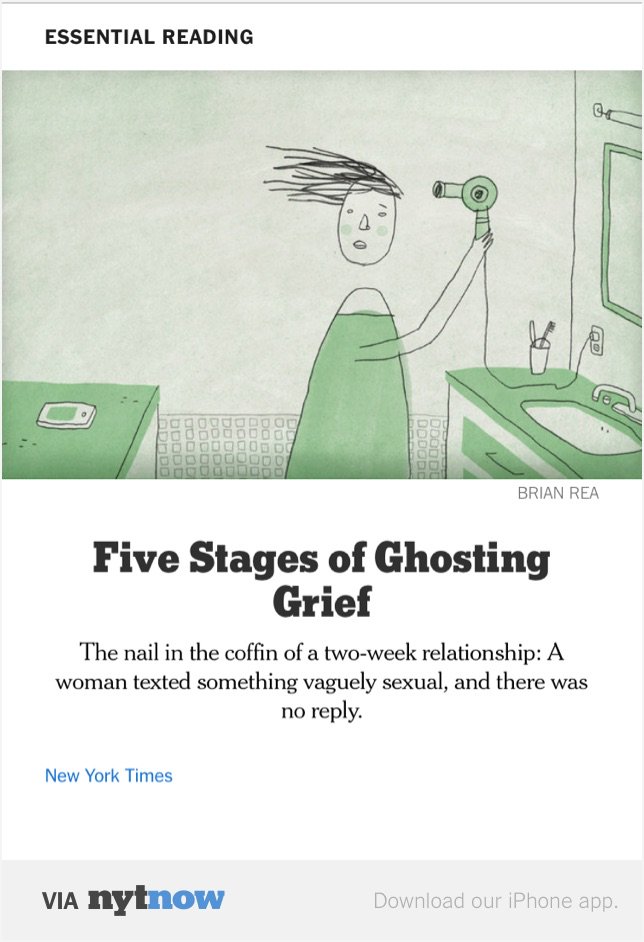 ESSENTIAL READING
BRIAN REA
Five Stages of Ghosting
Grief
The nail in the coffin of a two-week relationship: A
woman texted something vaguely sexual, and there was
no reply.
New York Times
VIA nytnow
Download our iPhone app.